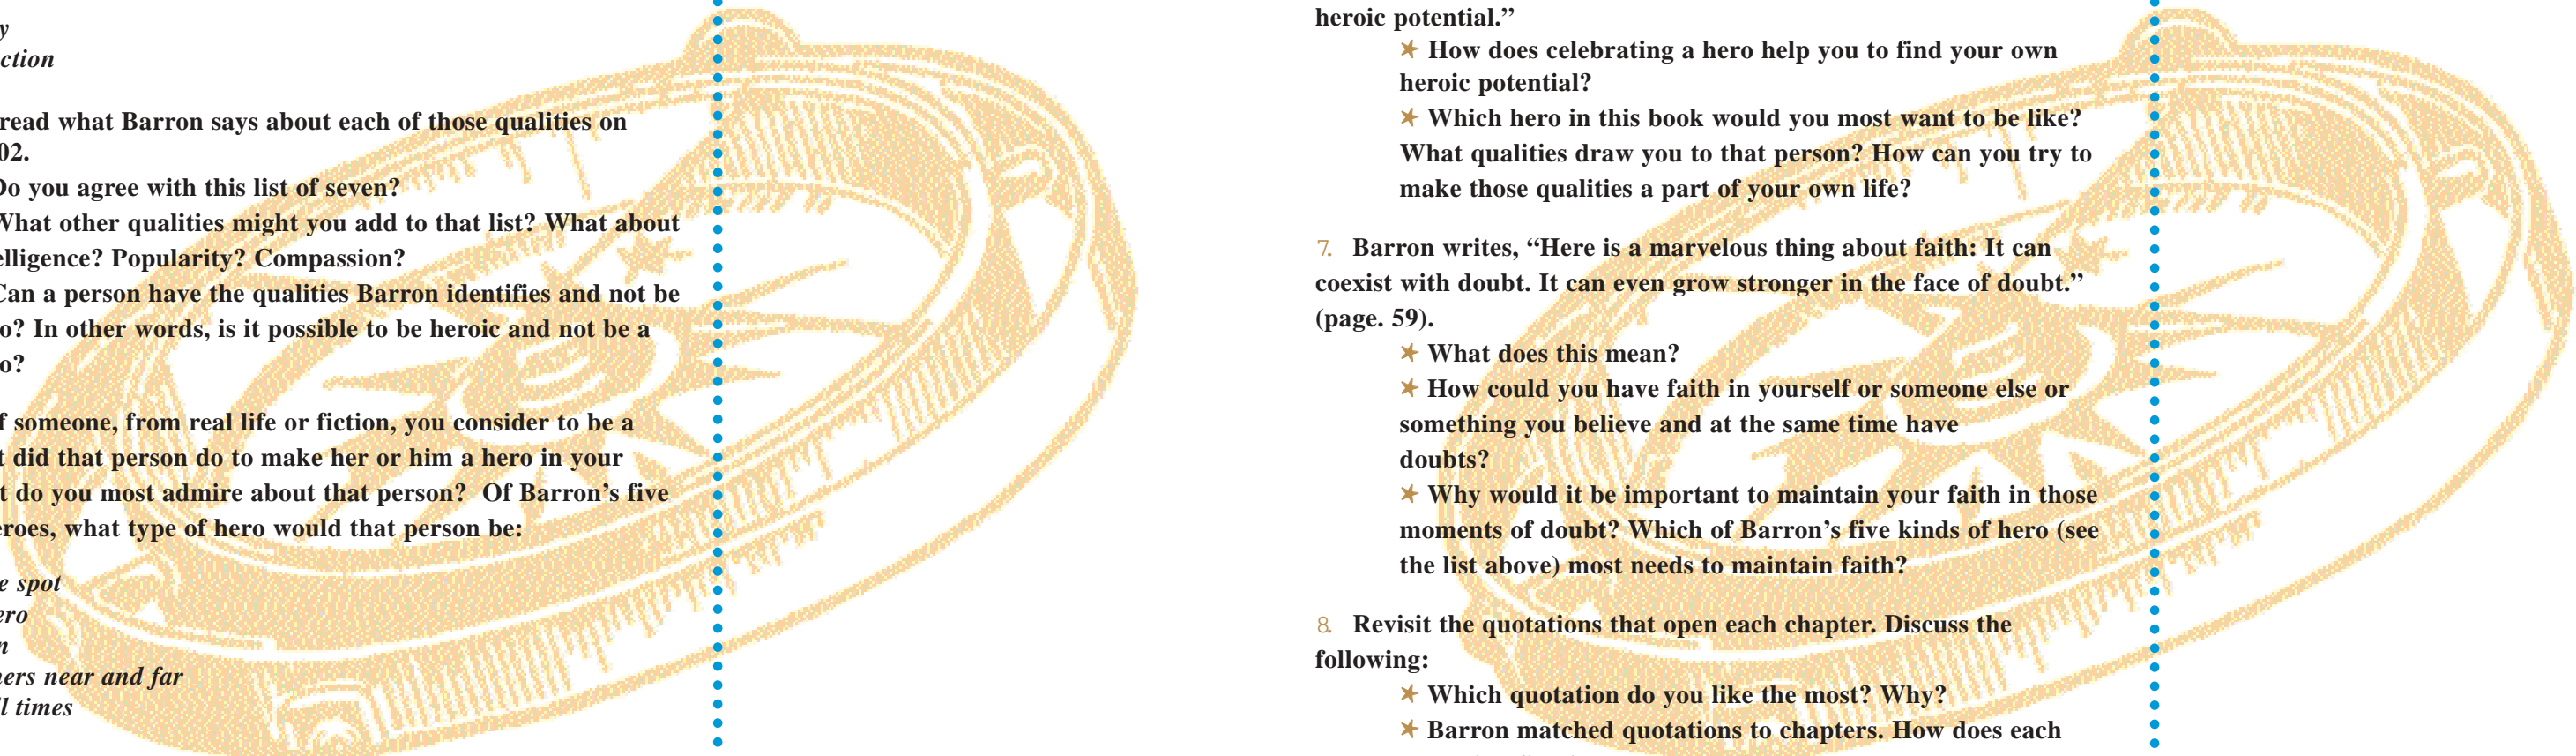 y
ction
read what Barron says about each of those qualities on
02.
Do you agree with this list of seven?
What other qualities might you add to that list? What about
elligence? Popularity? Compassion?
Can a person have the qualities Barron identifies and not be
o? In other words, is it possible to be heroic and not be a
o?
f someone, from real life or fiction, you consider to be a
t did that person do to make her or him a hero in your
t do you most admire about that person?  Of Barron’s five
eroes, what type of hero would that person be:
e spot
ero
n
hers near and far
ll times
heroic potential.”
✶ How does celebrating a hero help you to find your own
heroic potential?
✶ Which hero in this book would you most want to be like?
What qualities draw you to that person? How can you try to
make those qualities a part of your own life?
7. Barron writes, “Here is a marvelous thing about faith: It can
coexist with doubt. It can even grow stronger in the face of doubt.”
(page. 59).
✶ What does this mean?
✶ How could you have faith in yourself or someone else or
something you believe and at the same time have
doubts?
✶ Why would it be important to maintain your faith in those
moments of doubt? Which of Barron’s five kinds of hero (see
the list above) most needs to maintain faith?
8. Revisit the quotations that open each chapter. Discuss the
following:
✶ Which quotation do you like the most? Why?
✶ Barron matched quotations to chapters. How does each